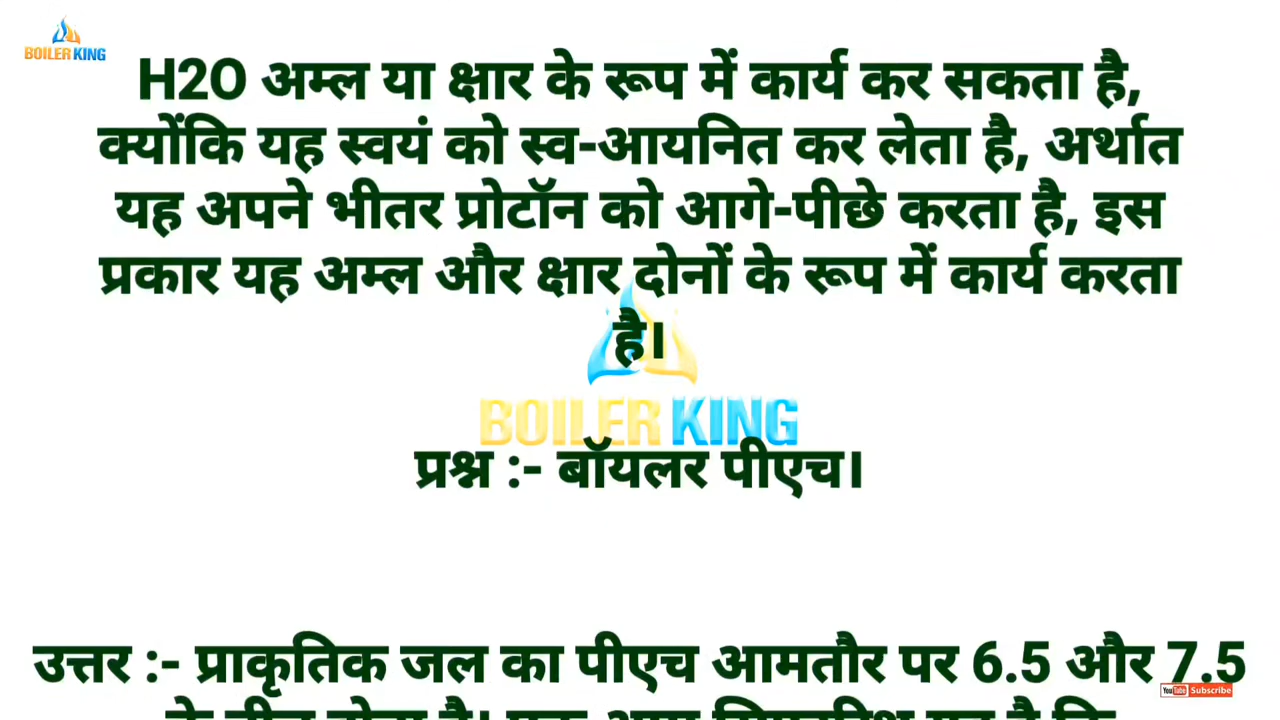 BOILER KING
H2O अम्ल या क्षार के रूप में कार्य कर सकता है,
क्योंकि यह स्वयं को स्व-आयनित कर लेता है, अर्थात
यह अपने भीतर प्रोटॉन को आगे-पीछे करता है, इस
प्रकार यह अम्ल और क्षार दोनों के रूप में कार्य करता
है।
BOILER KING
प्रश्न :- बॉयलर पीएच।
उत्तर :- प्राकृतिक जल का पीएच आमतौर पर 6.5 और 7.5
YouTube Subscribe